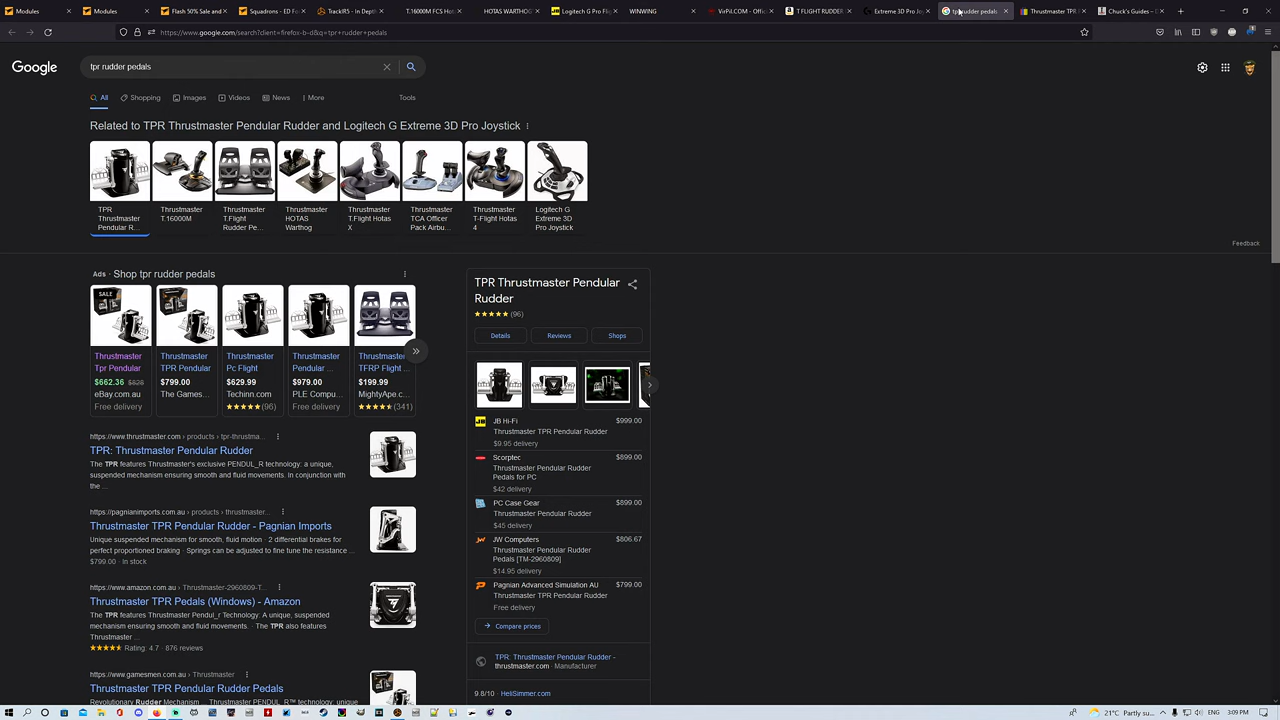 Modules
Modules
Flash 50% Sale and
Squadrons - ED Fo
TrackIR5 - In Depth
T.16000M FCS Hot
HOTAS WARTHOG
Logitech G Pro Flig
WINWING
VirPil.COM - Offic
T FLIGHT RUDDER
Extreme 3D Pro Jo
tpr rudder pedals
Thrustmaster TPR
Chuck's Guides – D
https://www.google.com/search?client=firefox-b-d&q=tpr+rudder+pedals
Google
tpr rudder pedals
All
Shopping
Images
Videos
News
More
Tools
Related to TPR Thrustmaster Pendular Rudder and Logitech G Extreme 3D Pro Joystick
TPR Thrustmaster Pendular R...
Thrustmaster T.16000M
Thrustmaster T.Flight Rudder Pe...
Thrustmaster HOTAS Warthog
Thrustmaster T.Flight Hotas X
Thrustmaster TCA Officer Pack Airbu...
Thrustmaster T-Flight Hotas 4
Logitech G Extreme 3D Pro Joystick
Feedback
Ads · Shop tpr rudder pedals
SALE
Thrustmaster Tpr Pendular
$662.36 $828
eBay.com.au
Free delivery
Thrustmaster TPR Pendular
$799.00
The Games...
Thrustmaster Pc Flight
$629.99
Techinn.com
(96)
Thrustmaster Pendular ...
$979.00
PLE Compu...
Free delivery
Thrustmaster TFRP Flight ...
$199.99
MightyApe.c...
(341)
https://www.thrustmaster.com › products › tpr-thrustma...
TPR: Thrustmaster Pendular Rudder
The TPR features Thrustmaster's exclusive PENDUL_R technology: a unique,
suspended mechanism ensuring smooth and fluid movements. In conjunction with
the ...
https://pagnianimports.com.au › products › thrustmaster...
Thrustmaster TPR Pendular Rudder - Pagnian Imports
Unique suspended mechanism for smooth, fluid motion · 2 differential brakes for
perfect proportioned braking · Springs can be adjusted to fine tune the resistance ...
$799.00 · In stock
https://www.amazon.com.au › Thrustmaster-2960809-T...
Thrustmaster TPR Pedals (Windows) - Amazon
The TPR features Thrustmaster Pendul_r Technology: A unique, suspended
mechanism ensuring smooth and fluid movements. · The TPR also features
Thrustmaster ...
Rating: 4.7 · 876 reviews
https://www.gamesmen.com.au › Thrustmaster
Thrustmaster TPR Pendular Rudder Pedals
Revolutionary Rudder Mechanism ... Thrustmaster PENDUL_R™ technology: unique
TPR Thrustmaster Pendular
Rudder
(96)
Details
Reviews
Shops
JB Hi-Fi
$999.00
Thrustmaster TPR Pendular Rudder
$9.95 delivery
Scorptec
$899.00
Thrustmaster Pendular Rudder
Pedals for PC
$42 delivery
PC Case Gear
$899.00
Thrustmaster Pendular Rudder
$45 delivery
JW Computers
$806.67
Thrustmaster Pendular Rudder
Pedals [TM-2960809]
$14.95 delivery
Pagnian Advanced Simulation AU
$799.00
Thrustmaster TPR Pendular Rudder
Free delivery
Compare prices
TPR: Thrustmaster Pendular Rudder -
thrustmaster.com · Manufacturer
9.8/10 · HeliSimmer.com
21°C Partly su...
3:09 PM